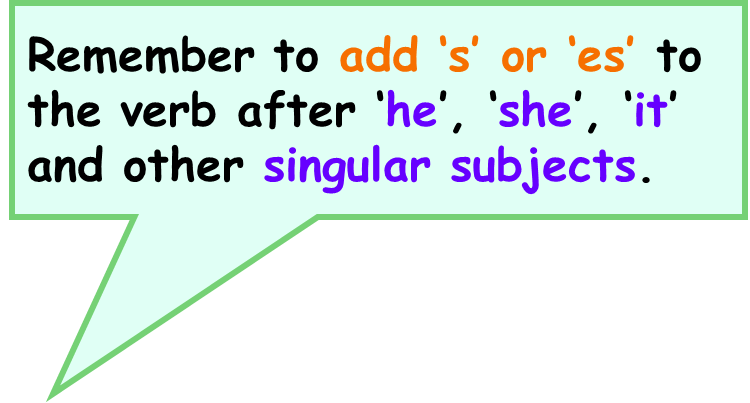 Remember to add ‘s’ or ‘es’ to
the verb after ‘he’, ‘she’, ‘it’
and other singular subjects.